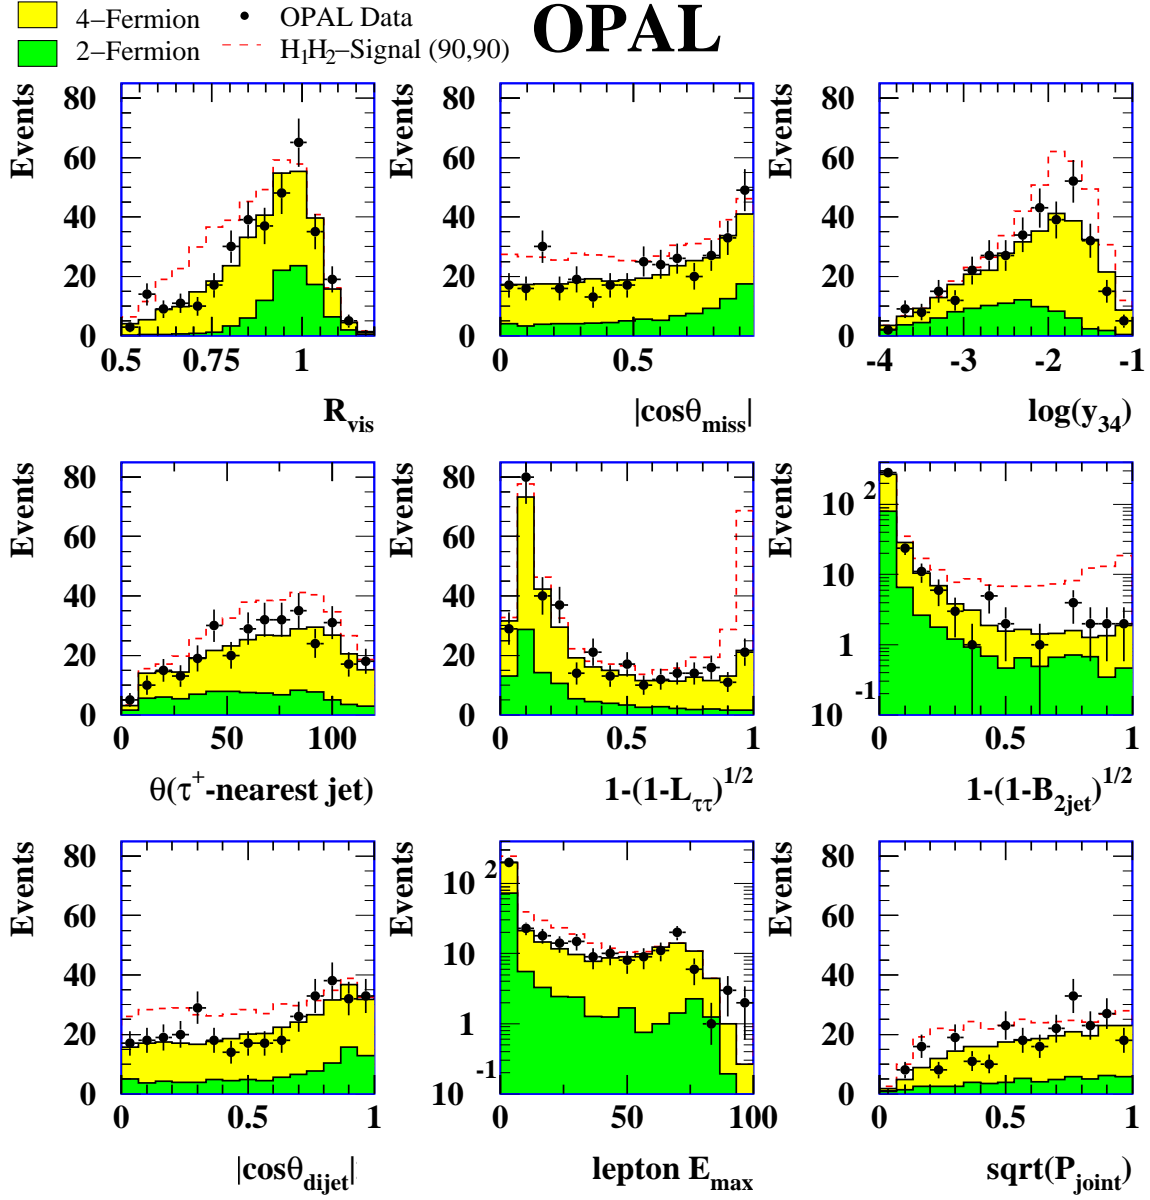 4−Fermion
OPAL Data
OPAL
2−Fermion
H1H2−Signal (90,90)
Events
80
60
40
20
0
0.5 0.75 1
Rvis
Events
80
60
40
20
0
0 0.5
|cosθmiss|
Events
80
60
40
20
0
-4 -3 -2 -1
log(y34)
Events
80
60
40
20
0
0 50 100
θ(τ+-nearest jet)
Events
80
60
40
20
0
0 0.5 1
1-(1-Lττ)1/2
Events
10 2
10
1
10 -1
0 0.5 1
1-(1-B2jet)1/2
Events
80
60
40
20
0
0 0.5 1
|cosθdijet|
Events
10 2
10
1
10 -1
0 50 100
lepton Emax
Events
80
60
40
20
0
0 0.5 1
sqrt(Pjoint)